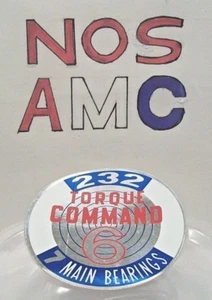 NOS
AMC
232
TORQUE
COMMAND
6
7 MAIN BEARINGS